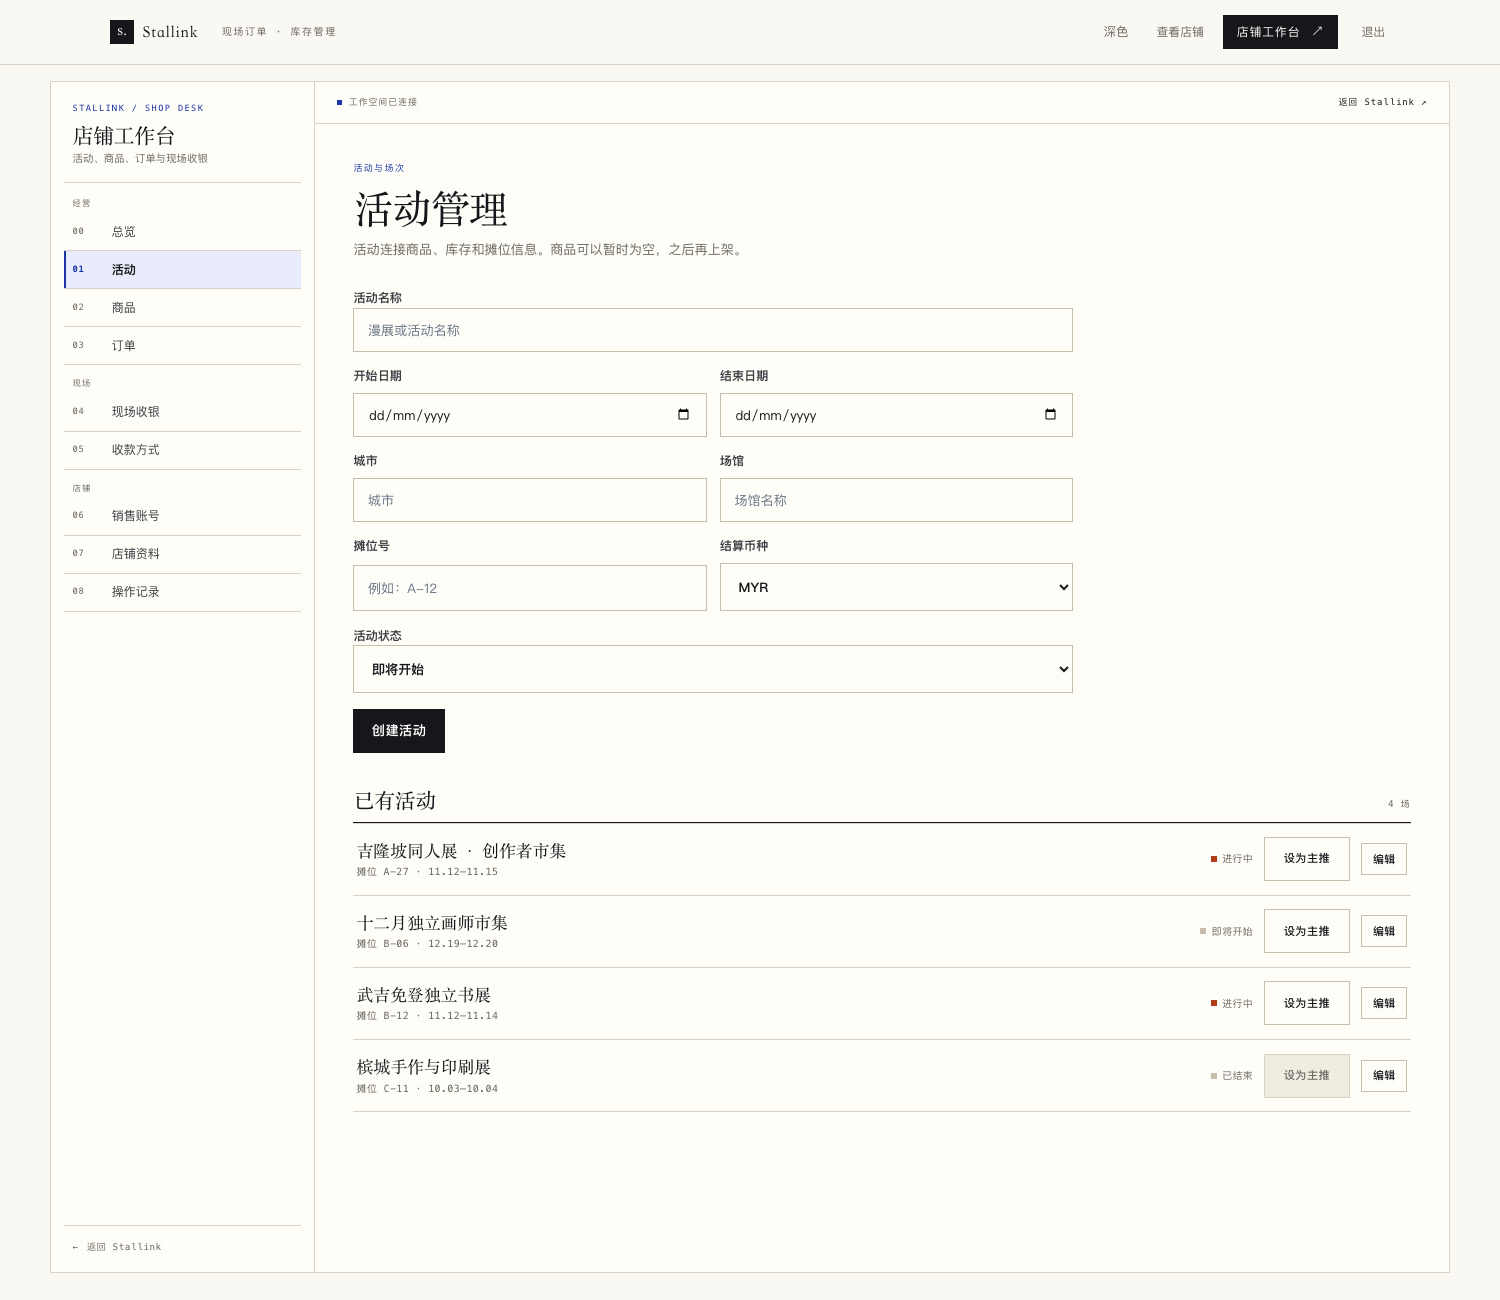 S. Stallink 现场订单 · 库存管理 深色 查看店铺 店铺工作台 ↗ 退出
STALLINK / SHOP DESK
店铺工作台
活动、商品、订单与现场收银
经营
00 总览
01 活动
02 商品
03 订单
现场
04 现场收银
05 收款方式
店铺
06 销售账号
07 店铺资料
08 操作记录
← 返回 Stallink
工作空间已连接 返回 Stallink ↗
活动与场次
活动管理
活动连接商品、库存和摊位信息。商品可以暂时为空，之后再上架。
活动名称
漫展或活动名称
开始日期 结束日期
dd/mm/yyyy dd/mm/yyyy
城市 场馆
城市 场馆名称
摊位号 结算币种
例如：A-12 MYR
活动状态
即将开始
创建活动
已有活动 4 场
吉隆坡同人展 · 创作者市集
摊位 A-27 · 11.12–11.15
进行中 设为主推 编辑
十二月独立画师市集
摊位 B-06 · 12.19–12.20
即将开始 设为主推 编辑
武吉免登独立书展
摊位 B-12 · 11.12–11.14
进行中 设为主推 编辑
槟城手作与印刷展
摊位 C-11 · 10.03–10.04
已结束 设为主推 编辑